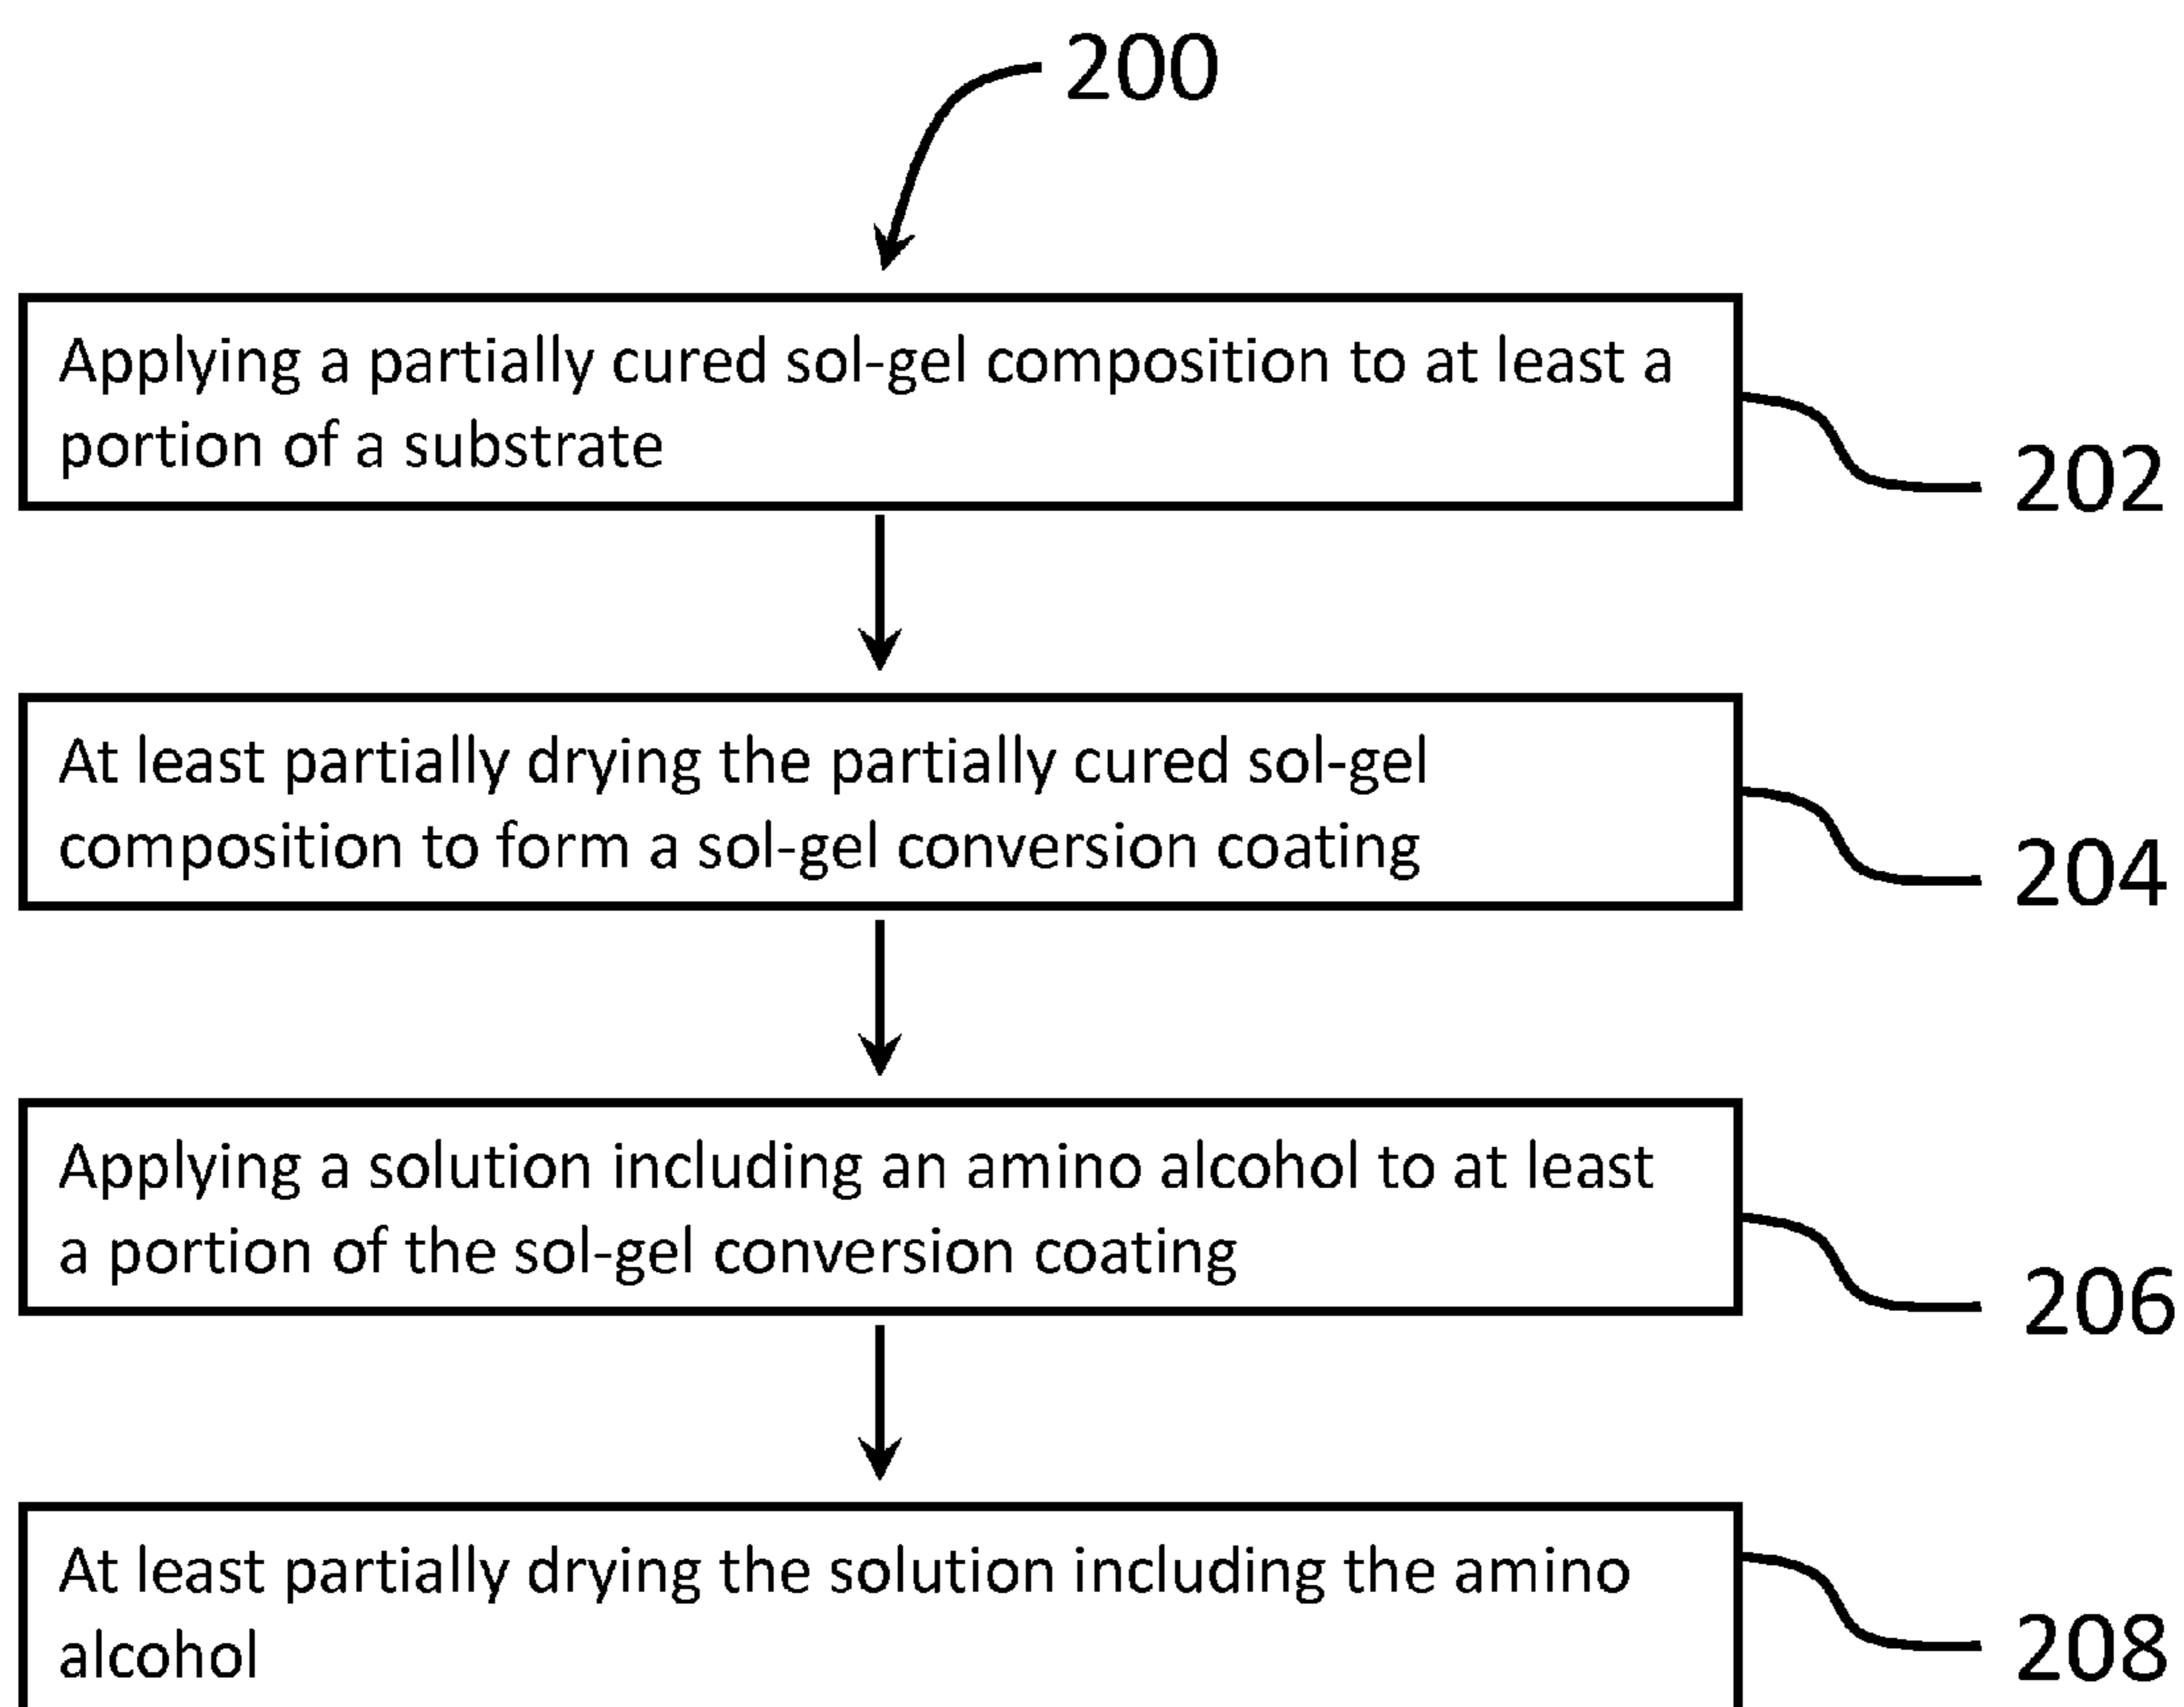 200
Applying a partially cured sol-gel composition to at least a
portion of a substrate
202
At least partially drying the partially cured sol-gel
composition to form a sol-gel conversion coating
204
Applying a solution including an amino alcohol to at least
a portion of the sol-gel conversion coating
206
At least partially drying the solution including the amino
alcohol
208